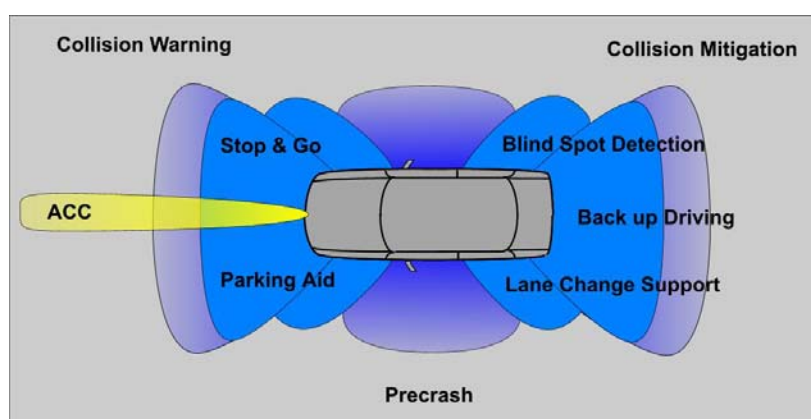 Collision Warning
Collision Mitigation
Stop & Go
Blind Spot Detection
ACC
Back up Driving
Parking Aid
Lane Change Support
Precrash